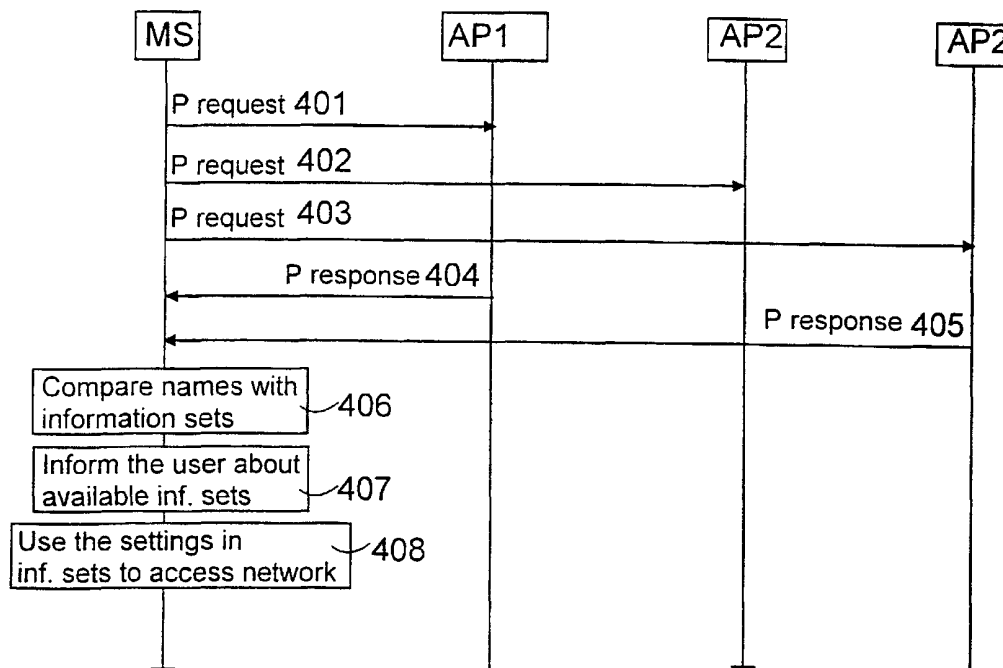 MS
AP1
AP2
AP2
P request 401
P request 402
P request 403
P response 404
P response 405
Compare names with
information sets
406
Inform the user about
available inf. sets
407
Use the settings in
inf. sets to access network
408